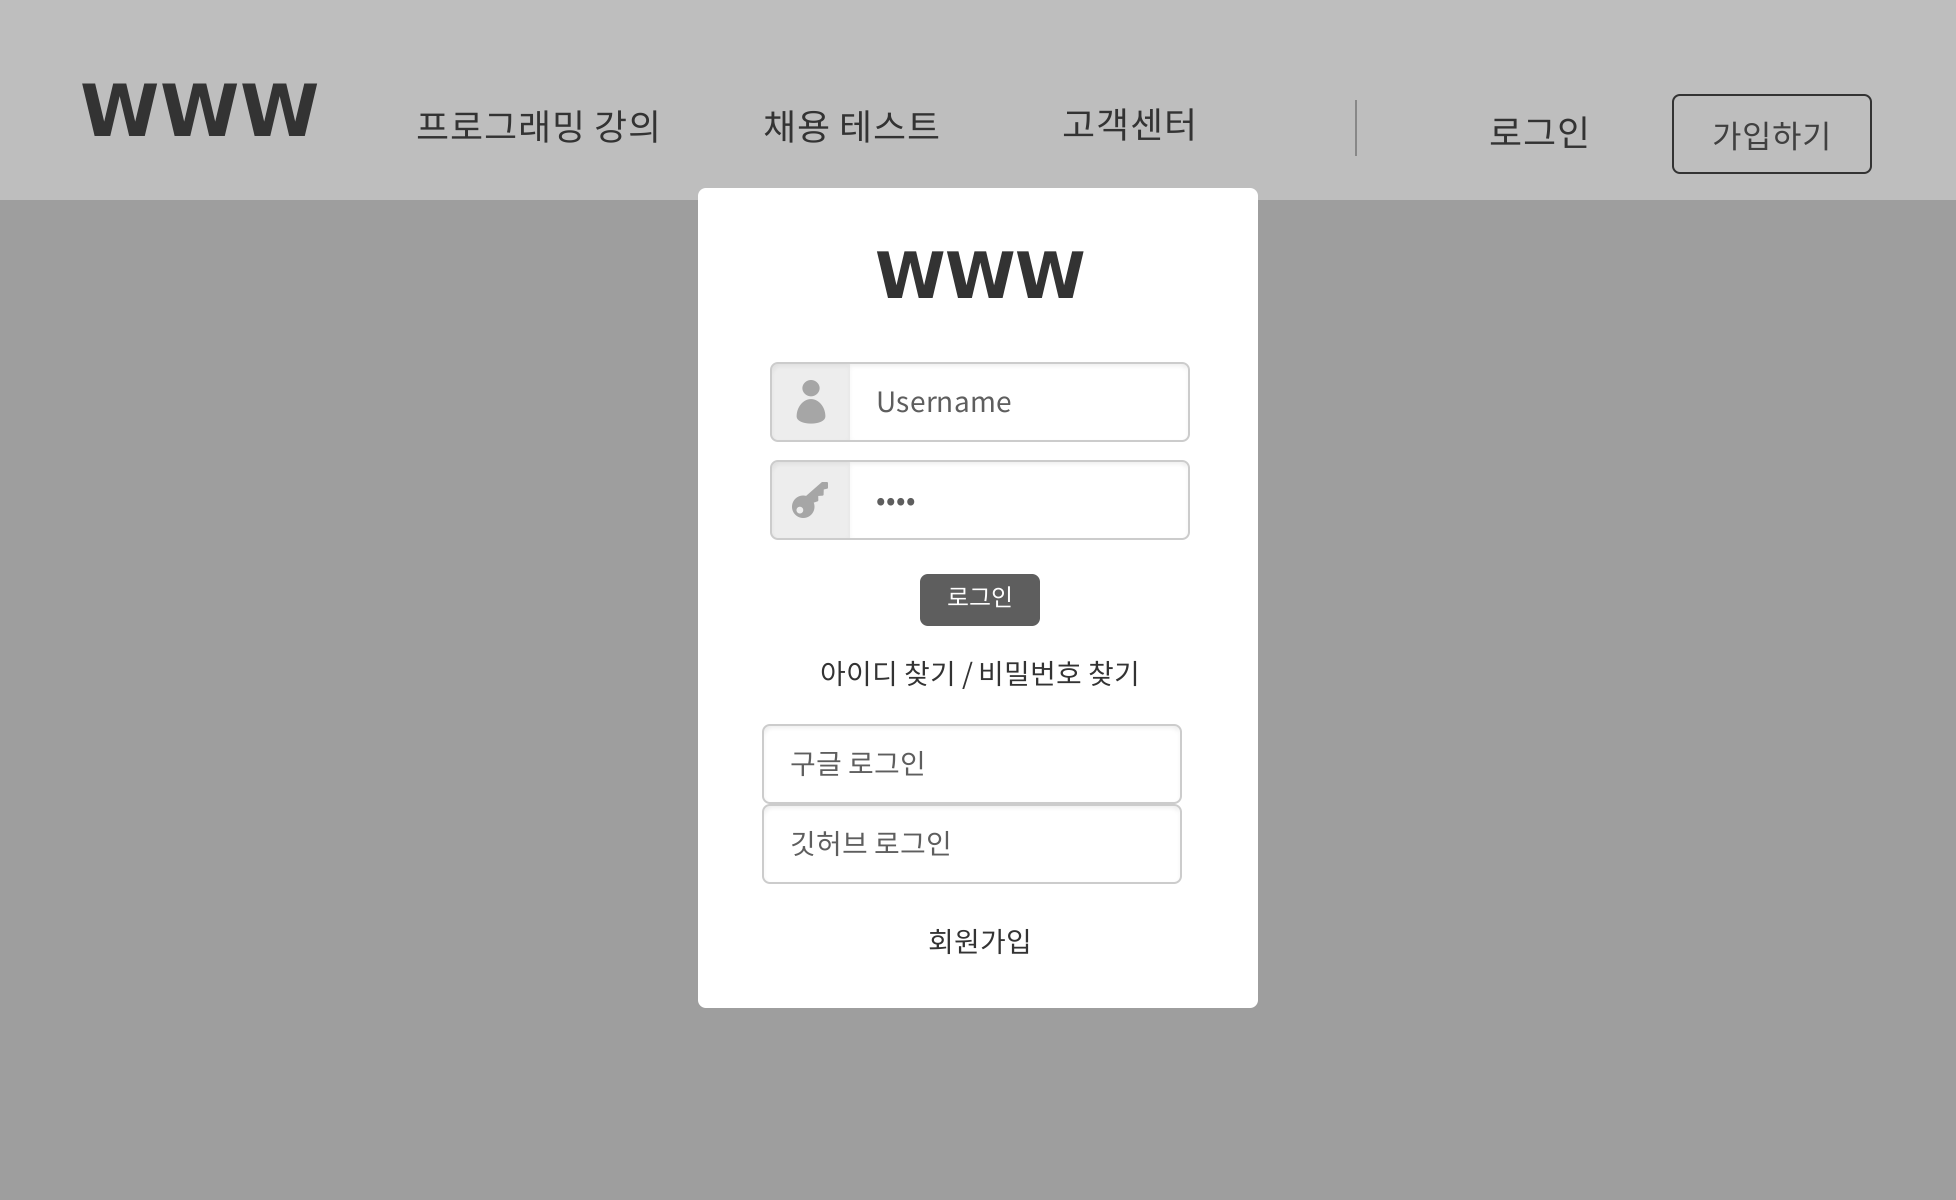 www
프로그래밍 강의
채용 테스트
고객센터
로그인
가입하기
www
Username
••••
로그인
아이디 찾기 / 비밀번호 찾기
구글 로그인
깃허브 로그인
회원가입